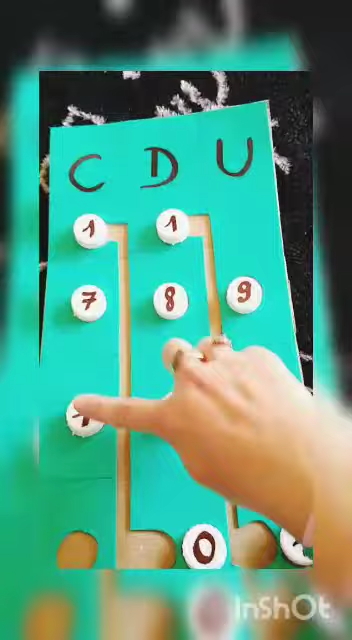 C D U
1 1
7 8 9
0
InShOt